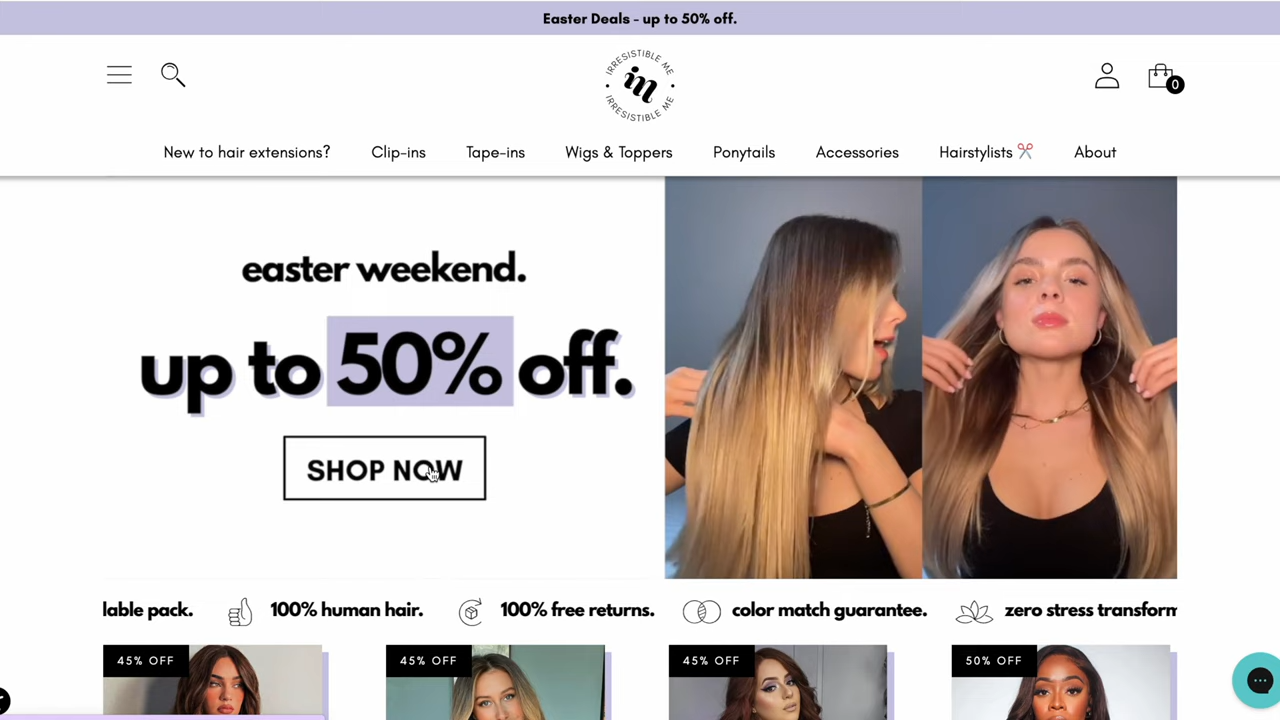 Easter Deals - up to 50% off.
IRRESISTIBLE ME
im
IRRESISTIBLE ME
0
New to hair extensions? Clip-ins Tape-ins Wigs & Toppers Ponytails Accessories Hairstylists About
easter weekend.
up to 50% off.
SHOP NOW
lable pack. 100% human hair. 100% free returns. color match guarantee. zero stress transform
45% OFF 45% OFF 45% OFF 50% OFF